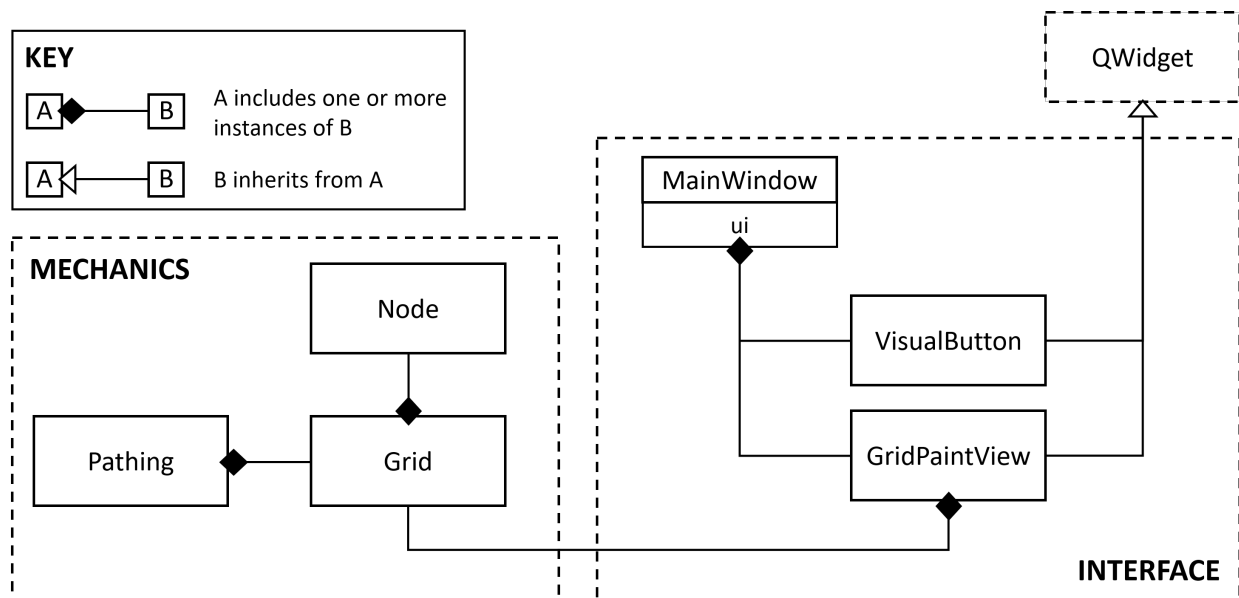 KEY
A B A includes one or more
instances of B
A B B inherits from A
QWidget
MainWindow
ui
MECHANICS
Node
VisualButton
Pathing
Grid
GridPaintView
INTERFACE